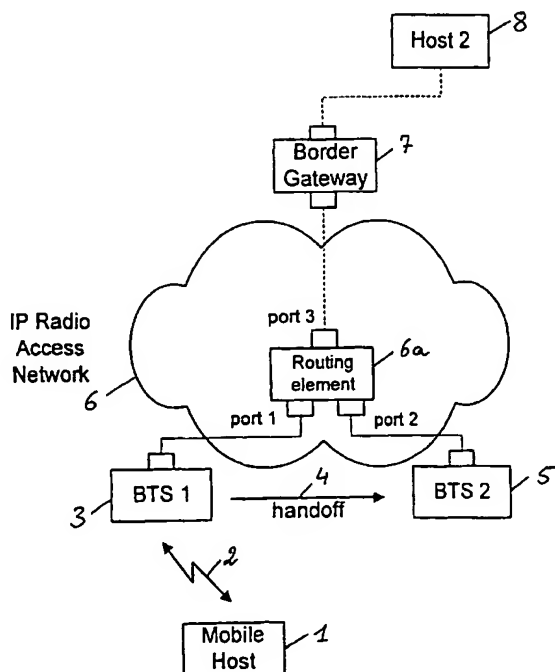 8
Host 2
Border
Gateway
7
IP Radio
Access
Network
6
port 3
Routing
element
6a
port 1
port 2
BTS 1
3
4
handoff
BTS 2
5
2
Mobile
Host
1